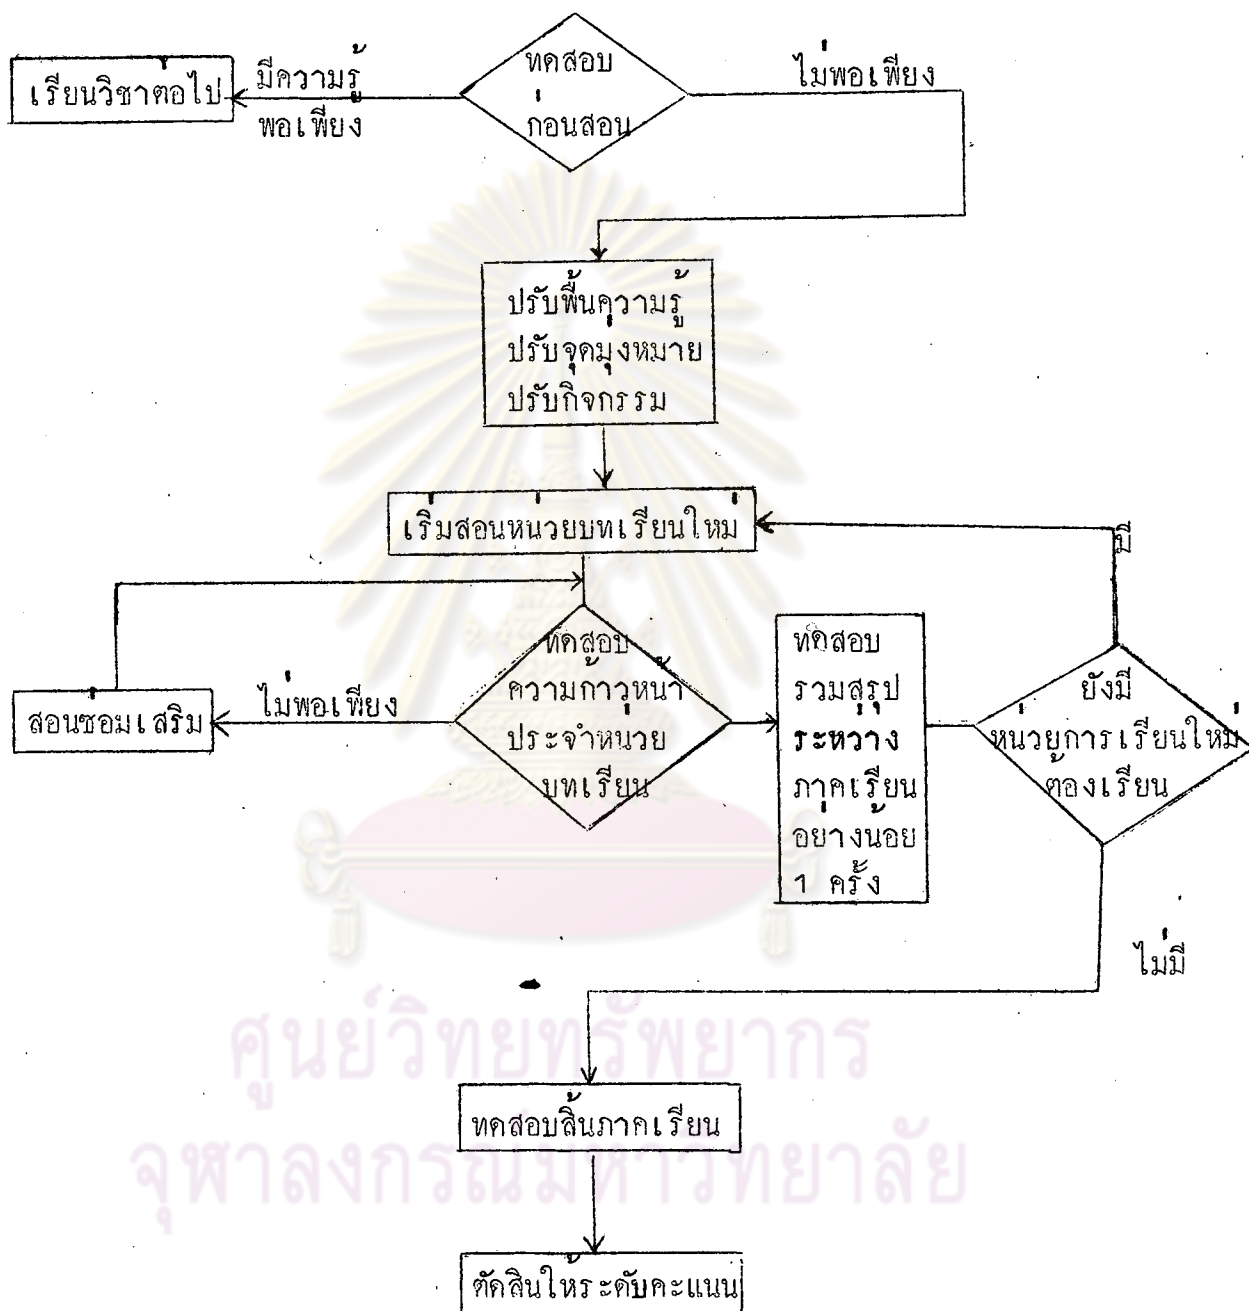 ทดสอบ
ก่อนสอน
มีความรู้
พอเพียง
เรียนวิชาต่อไป
ไม่พอเพียง
ปรับพื้นความรู้
ปรับจุดมุ่งหมาย
ปรับกิจกรรม
เริ่มสอนหน่วยบทเรียนใหม่
มี
ทดสอบ
ความก้าวหน้า
ประจำหน่วย
บทเรียน
ไม่พอเพียง
สอนซ่อมเสริม
ทดสอบ
รวมสรุป
ระหว่าง
ภาคเรียน
อย่างน้อย
1 ครั้ง
ยังมี
หน่วยการเรียนใหม่
ต้องเรียน
ไม่มี
ศูนย์วิทยทรัพยากร
ทดสอบสิ้นภาคเรียน
จุฬาลงกรณ์มหาวิทยาลัย
ตัดสินให้ระดับคะแนน